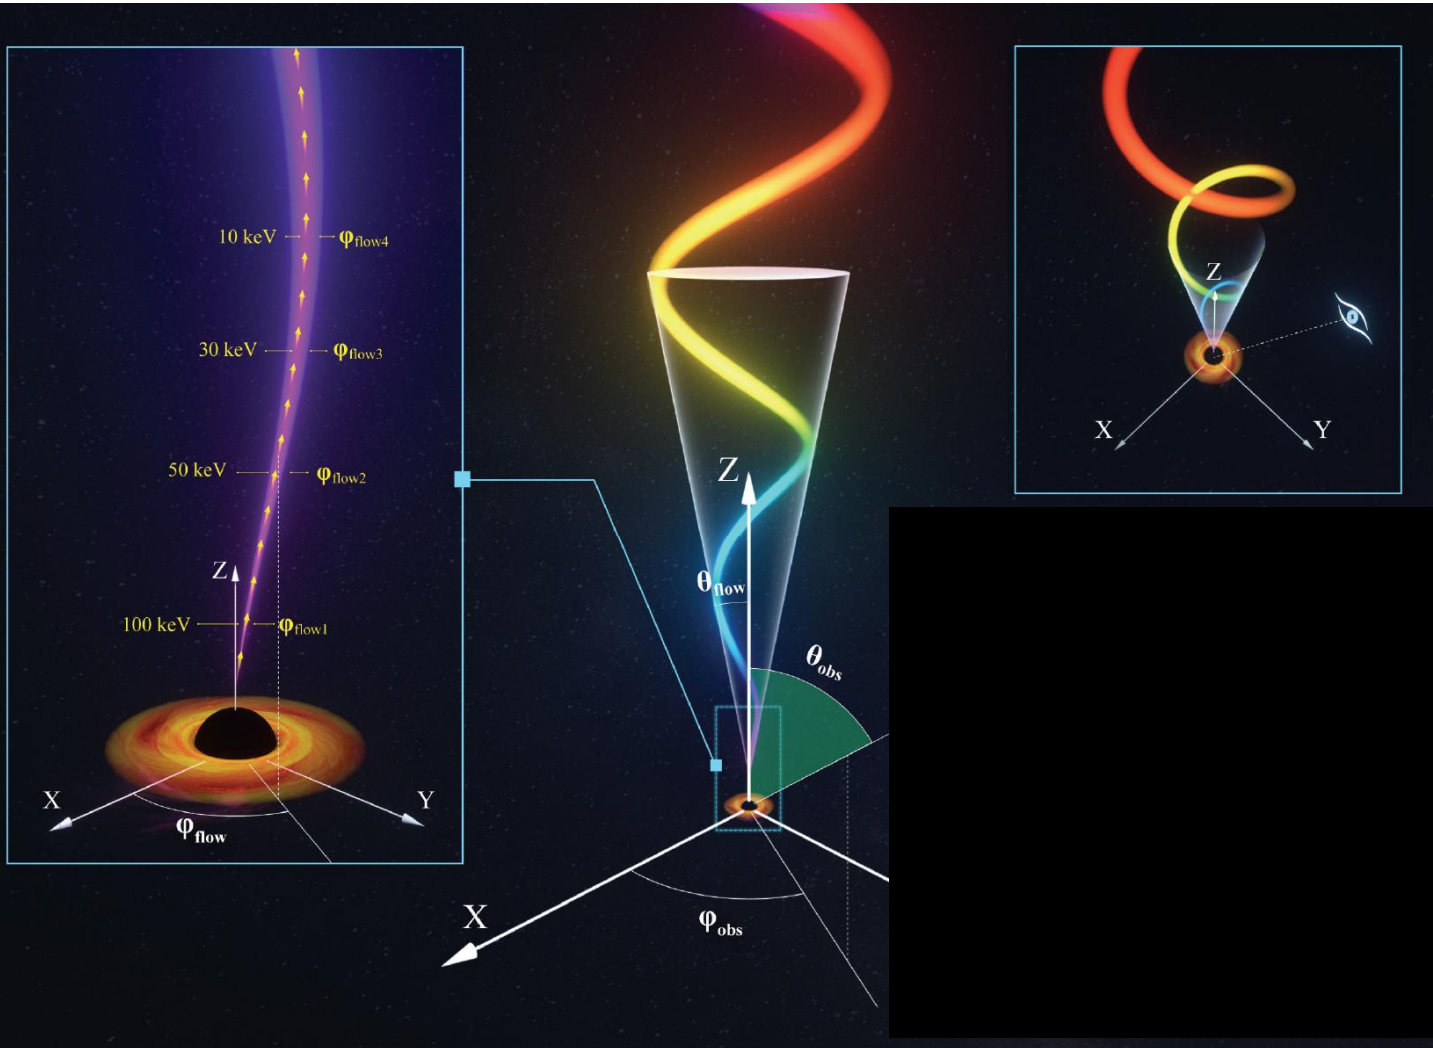 10 keV
φflow4
30 keV
φflow3
50 keV
φflow2
Z
100 keV
φflow1
X
Y
φflow
Z
θflow
θobs
X
φobs
Z
X
Y